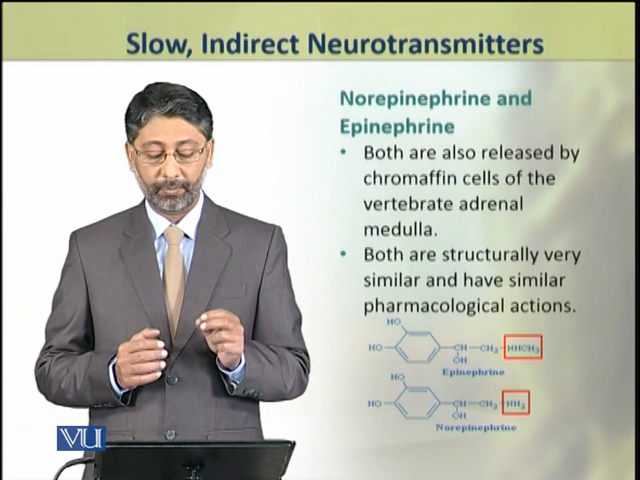 Slow, Indirect Neurotransmitters
Norepinephrine and
Epinephrine
• Both are also released by
chromaffin cells of the
vertebrate adrenal
medulla.
• Both are structurally very
similar and have similar
pharmacological actions.
HO
HO CH CH2 HHCH3
OH
Epinephrine
HO
HO CH CH2 HH2
OH
Norepinephrine
VU